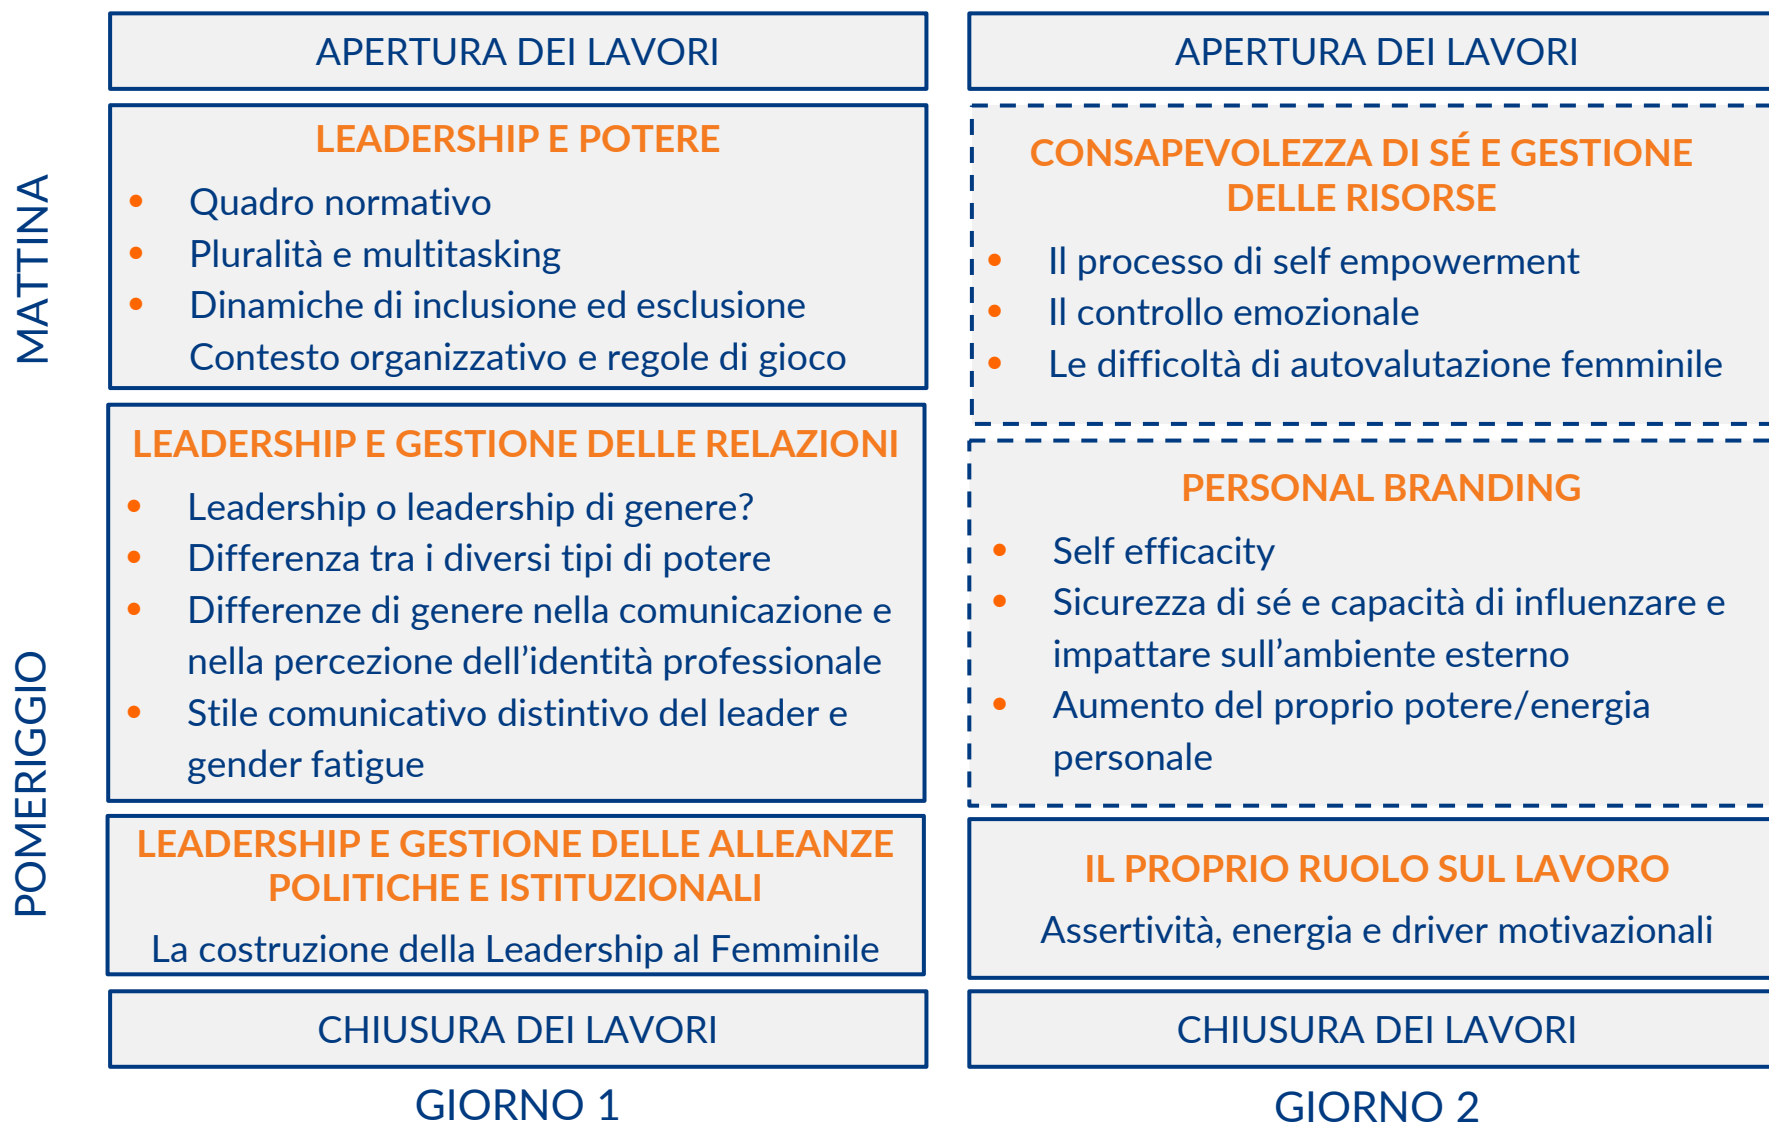 MATTINA
POMERIGGIO
APERTURA DEI LAVORI
LEADERSHIP E POTERE
• Quadro normativo
• Pluralità e multitasking
• Dinamiche di inclusione ed esclusione
Contesto organizzativo e regole di gioco
LEADERSHIP E GESTIONE DELLE RELAZIONI
• Leadership o leadership di genere?
• Differenza tra i diversi tipi di potere
• Differenze di genere nella comunicazione e
nella percezione dell’identità professionale
• Stile comunicativo distintivo del leader e
gender fatigue
LEADERSHIP E GESTIONE DELLE ALLEANZE
POLITICHE E ISTITUZIONALI
La costruzione della Leadership al Femminile
CHIUSURA DEI LAVORI
GIORNO 1
APERTURA DEI LAVORI
CONSAPEVOLEZZA DI SÉ E GESTIONE
DELLE RISORSE
• Il processo di self empowerment
• Il controllo emozionale
• Le difficoltà di autovalutazione femminile
PERSONAL BRANDING
• Self efficacity
• Sicurezza di sé e capacità di influenzare e
impattare sull’ambiente esterno
• Aumento del proprio potere/energia
personale
IL PROPRIO RUOLO SUL LAVORO
Assertività, energia e driver motivazionali
CHIUSURA DEI LAVORI
GIORNO 2